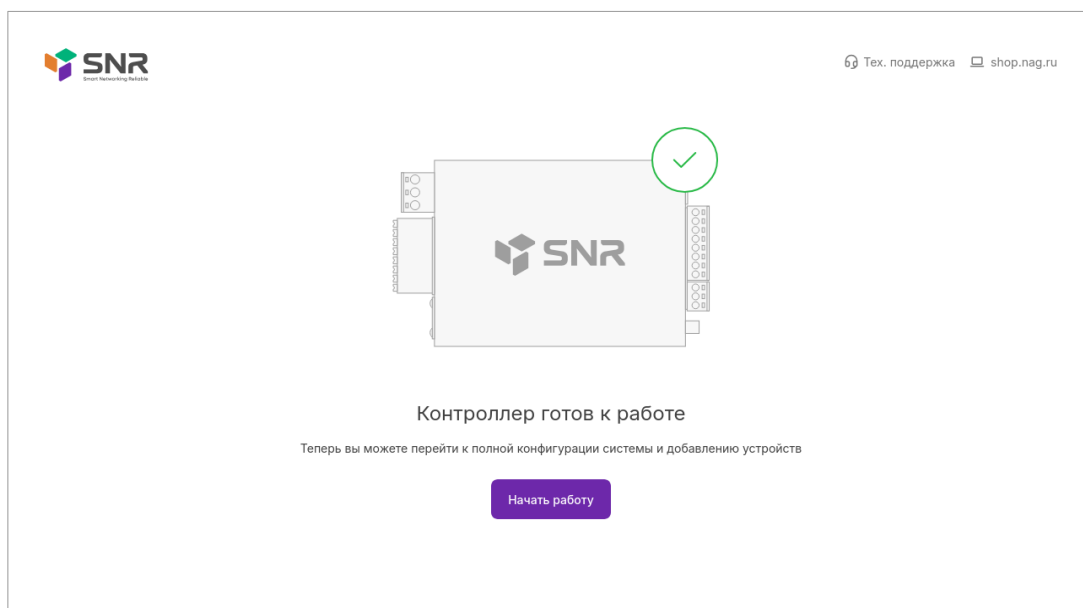 SNR
Smart Networking Reliable
Тех. поддержка
shop.nag.ru
SNR
Контроллер готов к работе
Теперь вы можете перейти к полной конфигурации системы и добавлению устройств
Начать работу